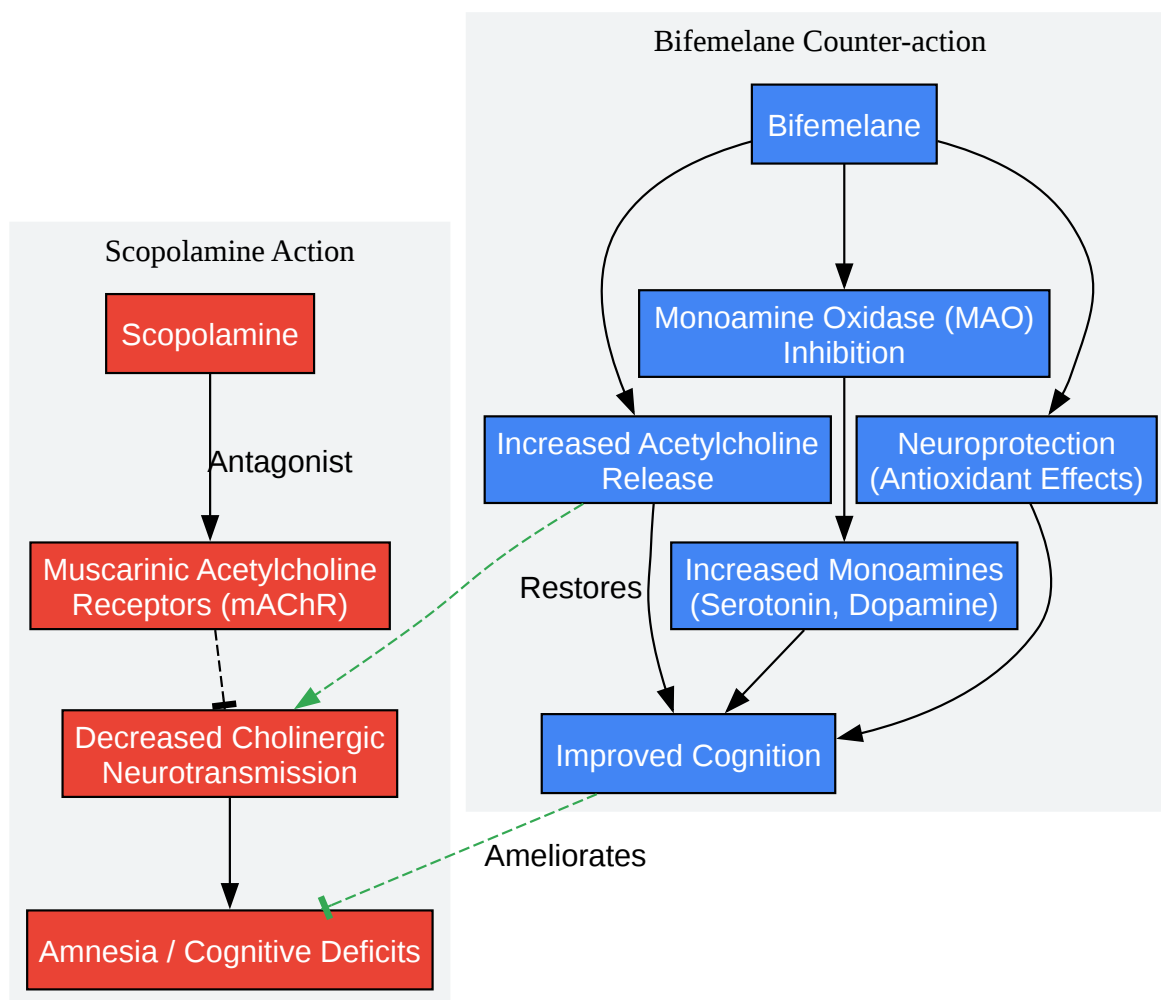 Bifemelane Counter-action
Bifemelane
Scopolamine Action
Scopolamine
Monoamine Oxidase (MAO)
Inhibition
Antagonist
Increased Acetylcholine
Release
Neuroprotection
(Antioxidant Effects)
Muscarinic Acetylcholine
Receptors (mAChR)
Restores
Increased Monoamines
(Serotonin, Dopamine)
Decreased Cholinergic
Neurotransmission
Improved Cognition
Ameliorates
Amnesia / Cognitive Deficits